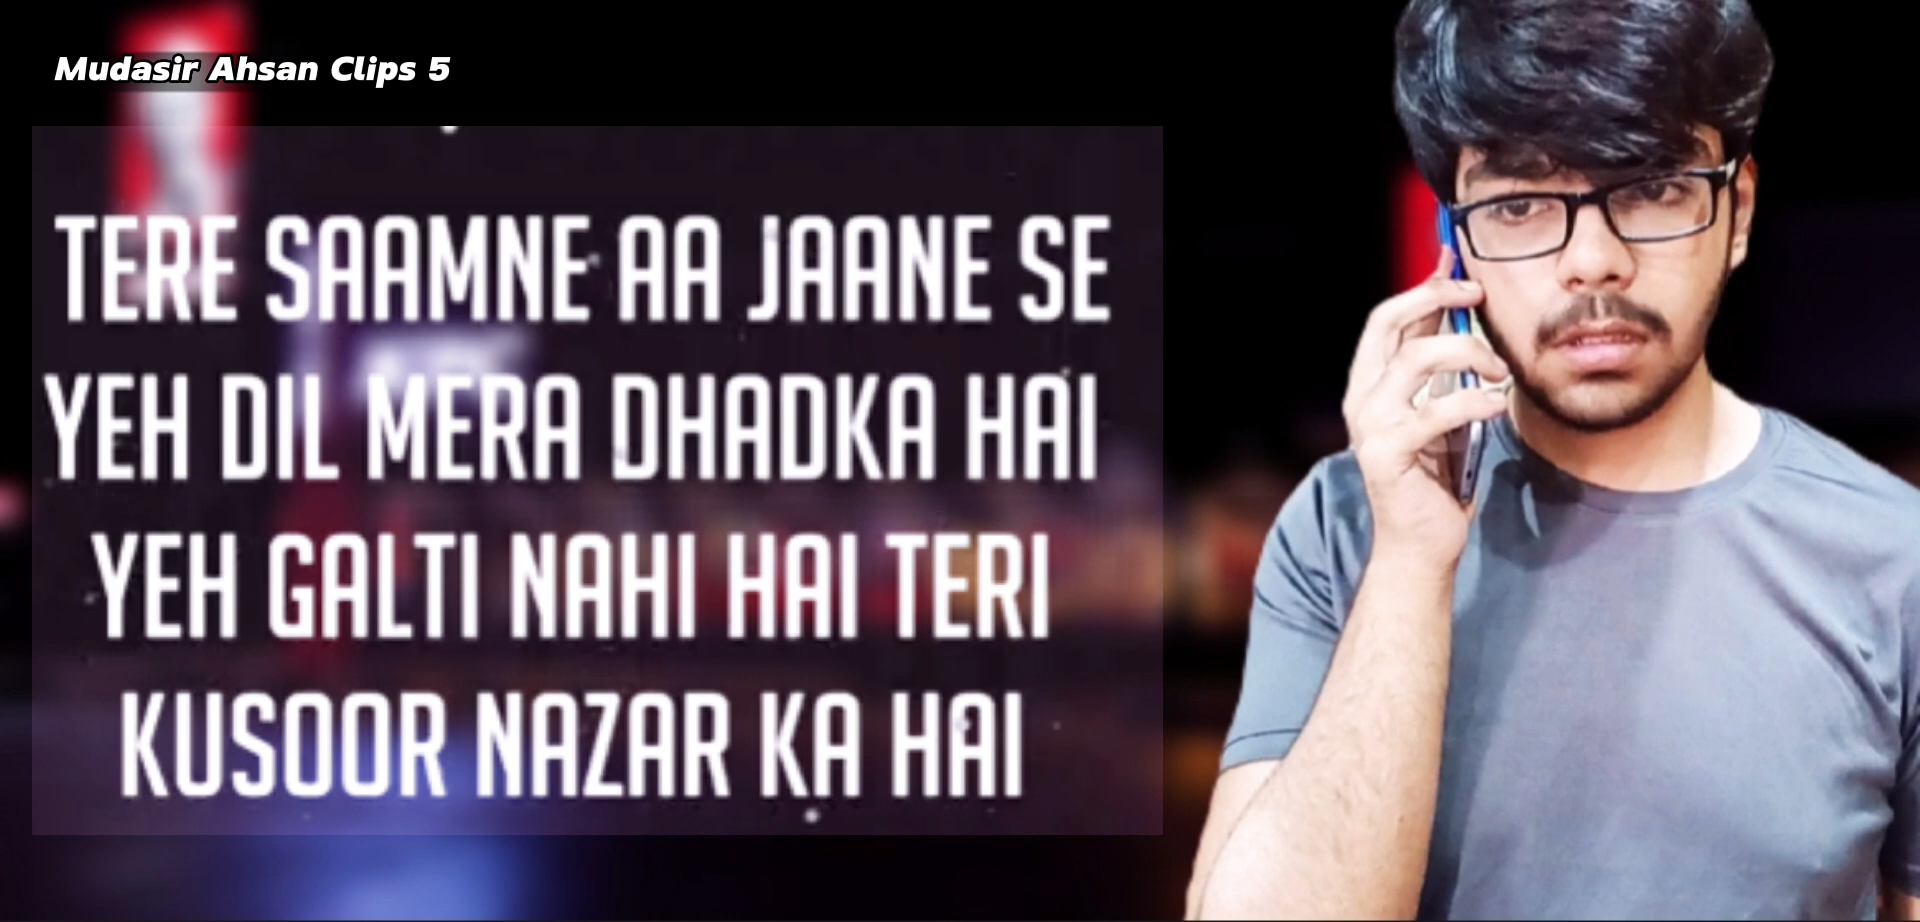 Mudasir Ahsan Clips 5
TERE SAAMNE AA JAANE SE
YEH DIL MERA DHADKA HAI
YEH GALTI NAHI HAI TERI
KUSOOR NAZAR KA HAI